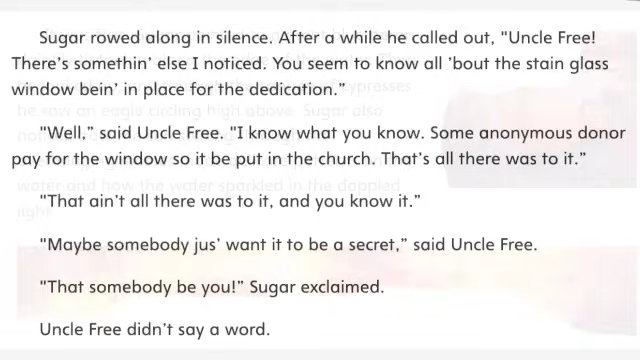 Sugar rowed along in silence. After a while he called out, "Uncle Free!
There's somethin' else I noticed. You seem to know all 'bout the stain glass
window bein' in place for the dedication."
"Well," said Uncle Free. "I know what you know. Some anonymous donor
pay for the window so it be put in the church. That's all there was to it."
"That ain't all there was to it, and you know it."
"Maybe somebody jus' want it to be a secret," said Uncle Free.
"That somebody be you!" Sugar exclaimed.
Uncle Free didn't say a word.